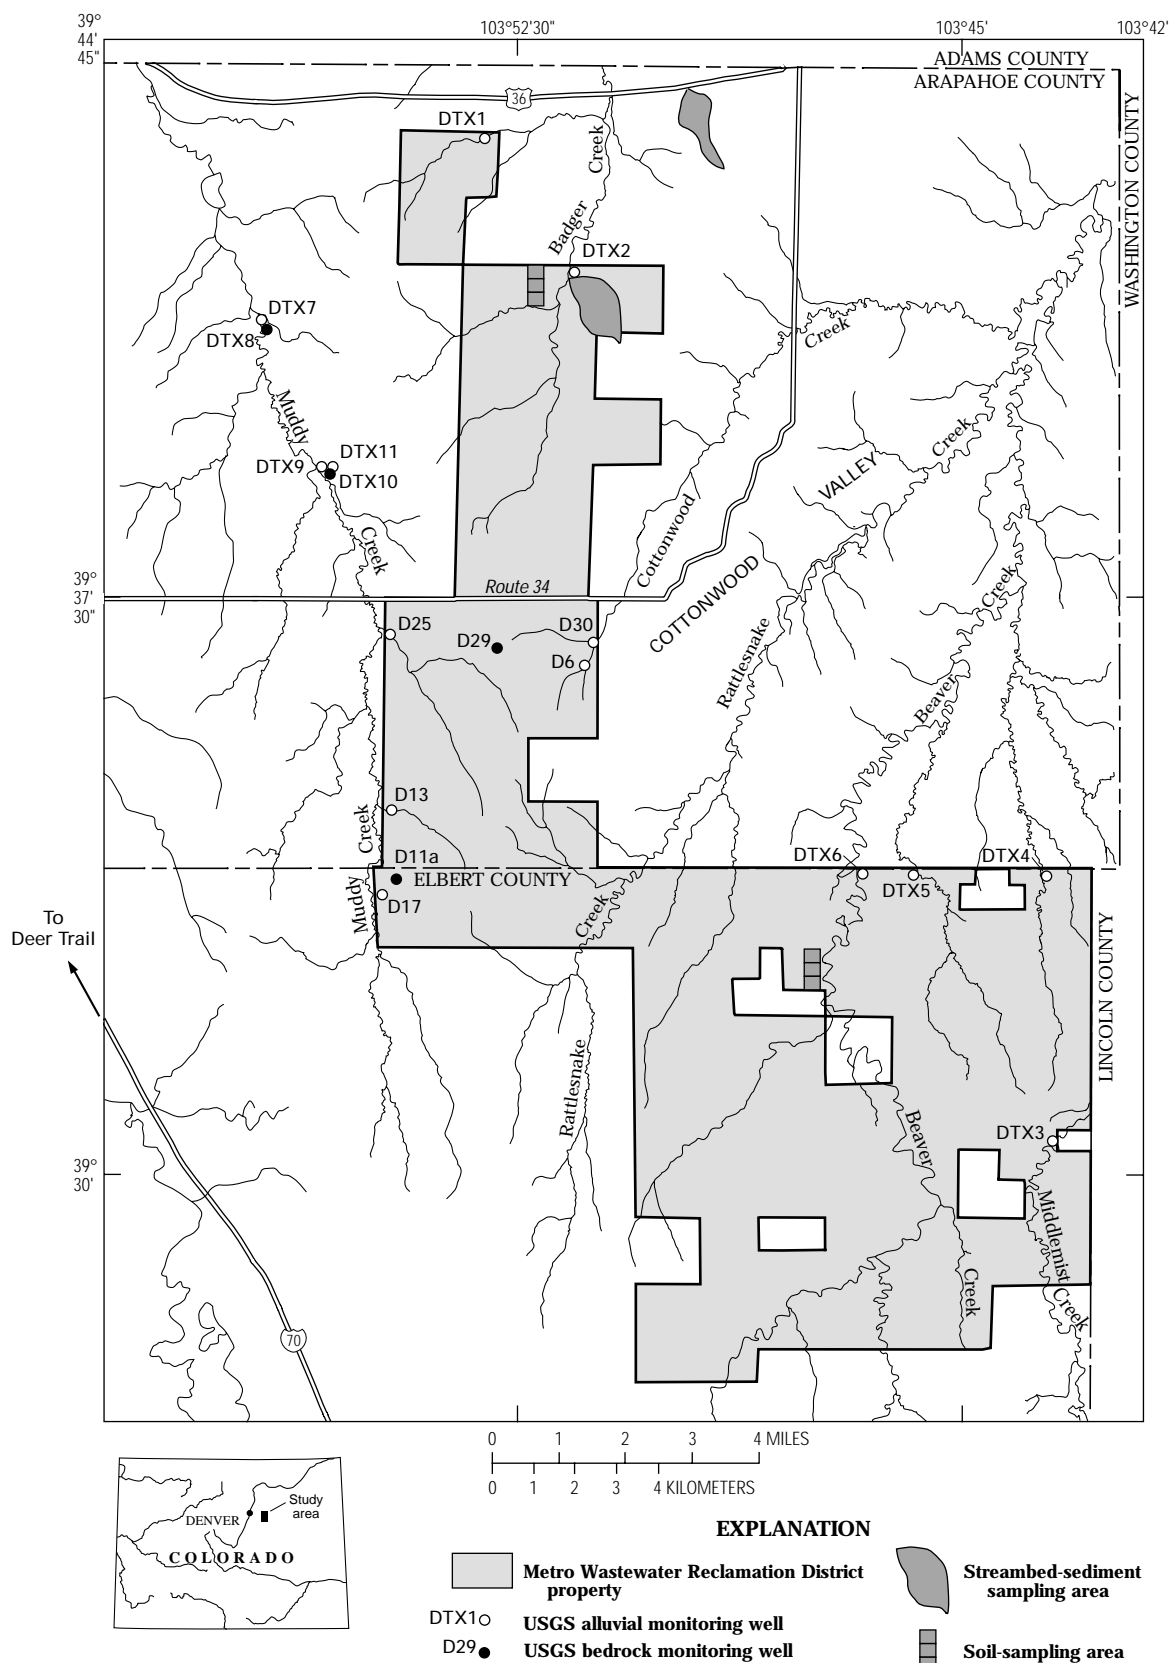 39°
44'
45"
103°52'30"
103°45'
103°42'
ADAMS COUNTY
ARAPAHOE COUNTY
WASHINGTON COUNTY
36
DTX1
Creek
Badger
DTX2
DTX7
DTX8
Muddy
DTX9
DTX11
DTX10
Creek
Creek
Creek
VALLEY
Cottonwood
COTTONWOOD
39°
37'
30"
Route 34
D25
D29
D30
D6
Rattlesnake
Creek
Beaver
D13
Creek
D11a
ELBERT COUNTY
D17
Muddy
Creek
DTX6
DTX5
DTX4
To
Deer Trail
LINCOLN COUNTY
Rattlesnake
Beaver
DTX3
39°
30'
Middlemist
Creek
Creek
70
0 1 2 3 4 MILES
0 1 2 3 4 KILOMETERS
DENVER
Study
area
COLORADO
EXPLANATION
Metro Wastewater Reclamation District
property
DTX1 USGS alluvial monitoring well
D29 USGS bedrock monitoring well
Streambed-sediment
sampling area
Soil-sampling area